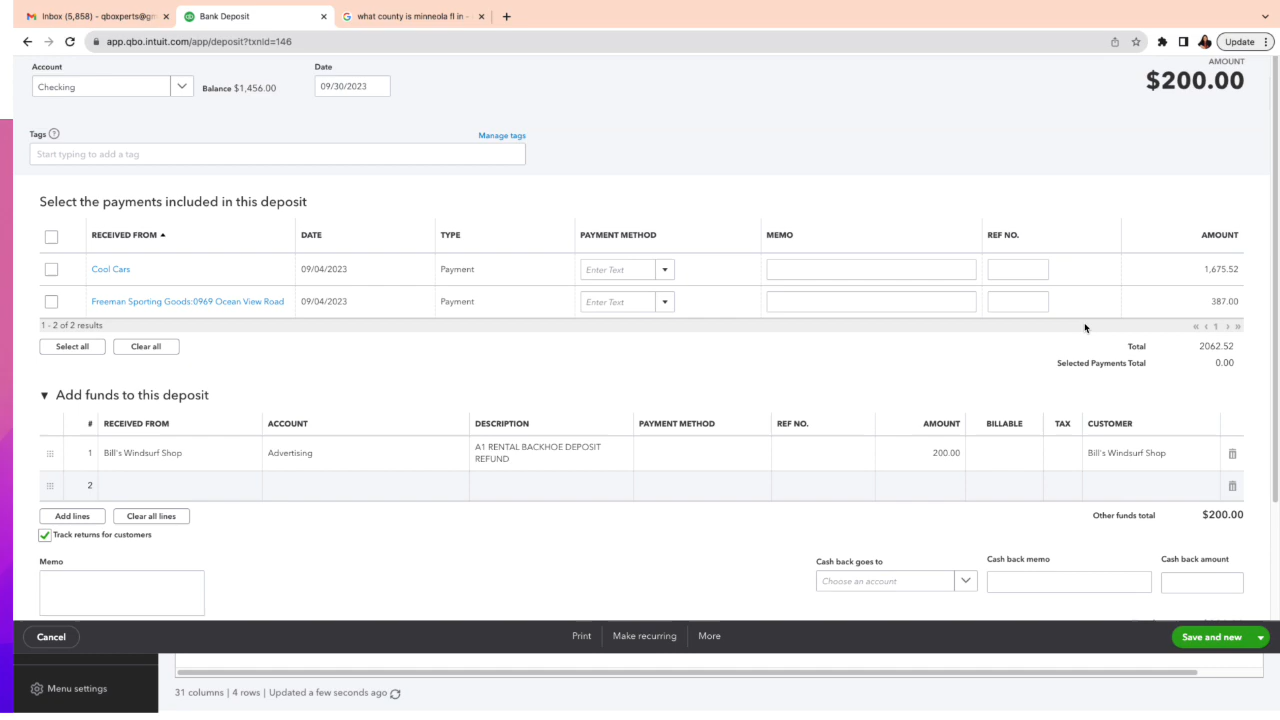 Inbox (5,858) - qboxperts@gm
Bank Deposit
what county is minneola fl in -
app.qbo.intuit.com/app/deposit?txnId=146
Update
Account
Date
AMOUNT
Checking
Balance $1,456.00
09/30/2023
$200.00
Tags ?
Manage tags
Start typing to add a tag
Select the payments included in this deposit
RECEIVED FROM DATE TYPE PAYMENT METHOD MEMO REF NO. AMOUNT
Cool Cars 09/04/2023 Payment Enter Text 1,675.52
Freeman Sporting Goods:0969 Ocean View Road 09/04/2023 Payment Enter Text 387.00
1 - 2 of 2 results « ‹ 1 › »
Select all Clear all Total 2062.52
Selected Payments Total 0.00
Add funds to this deposit
# RECEIVED FROM ACCOUNT DESCRIPTION PAYMENT METHOD REF NO. AMOUNT BILLABLE TAX CUSTOMER
1 Bill's Windsurf Shop Advertising A1 RENTAL BACKHOE DEPOSIT REFUND 200.00 Bill's Windsurf Shop
2
Add lines Clear all lines Other funds total $200.00
Track returns for customers
Memo Cash back goes to Cash back memo Cash back amount
Choose an account
Cancel Print Make recurring More Save and new
Menu settings
31 columns | 4 rows | Updated a few seconds ago